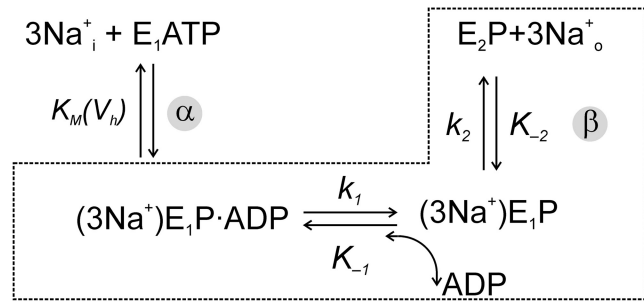 3Na⁺ᵢ + E₁ATP
E₂P+3Na⁺ₒ
K_M(V_h)
α
k₂
K₋₂
β
k₁
(3Na⁺)E₁P·ADP
(3Na⁺)E₁P
K₋₁
ADP